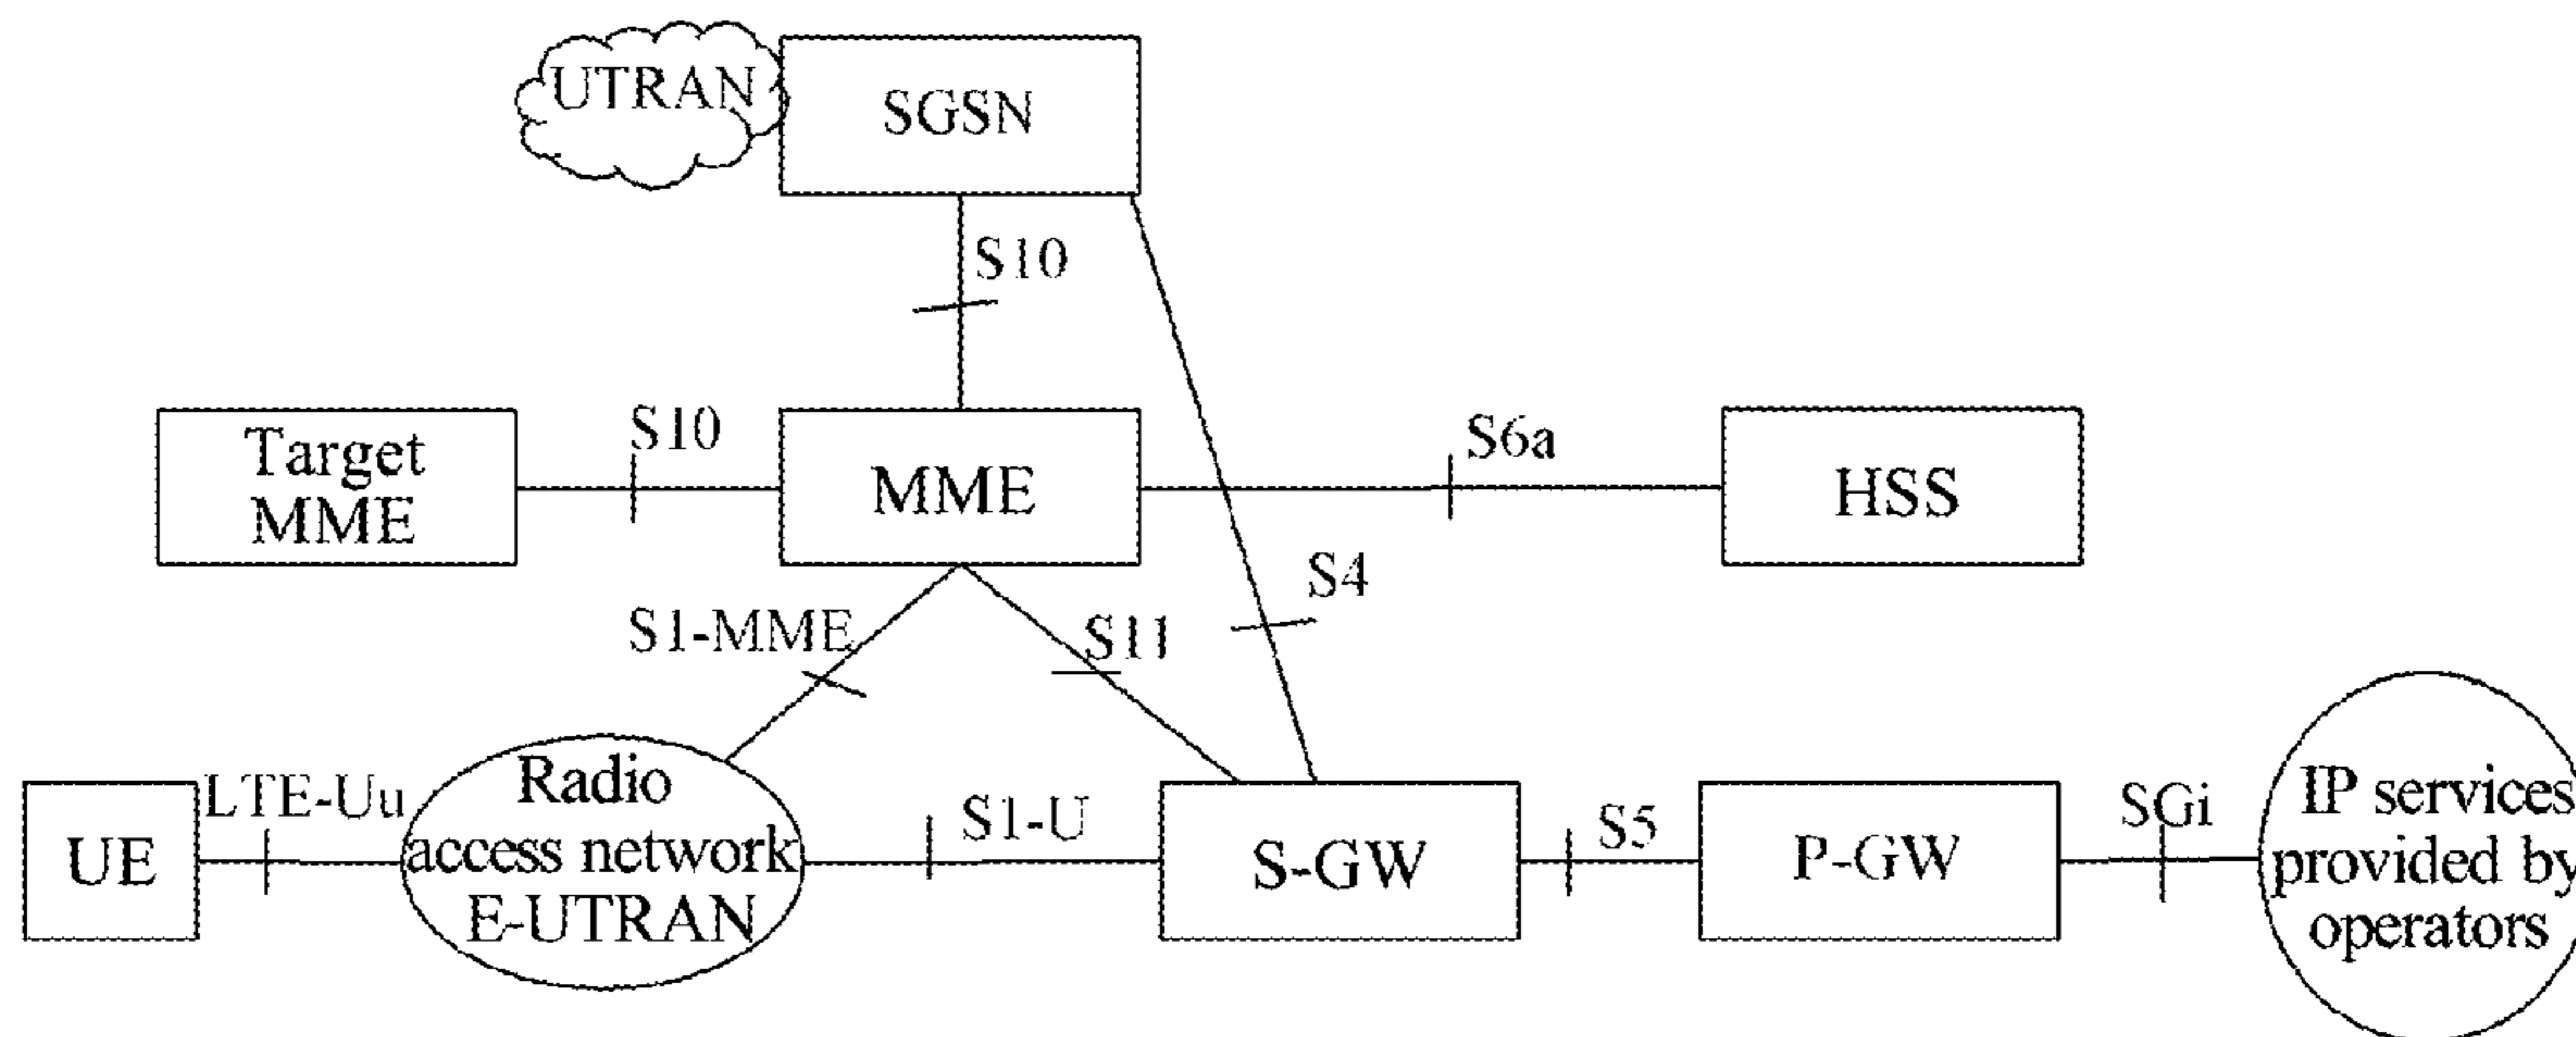 UTRAN
SGSN
S10
Target
MME
S10
MME
S6a
HSS
S4
S1-MME
S11
UE
LTE-Uu
Radio
access network
E-UTRAN
S1-U
S-GW
S5
P-GW
SGi
IP services
provided by
operators